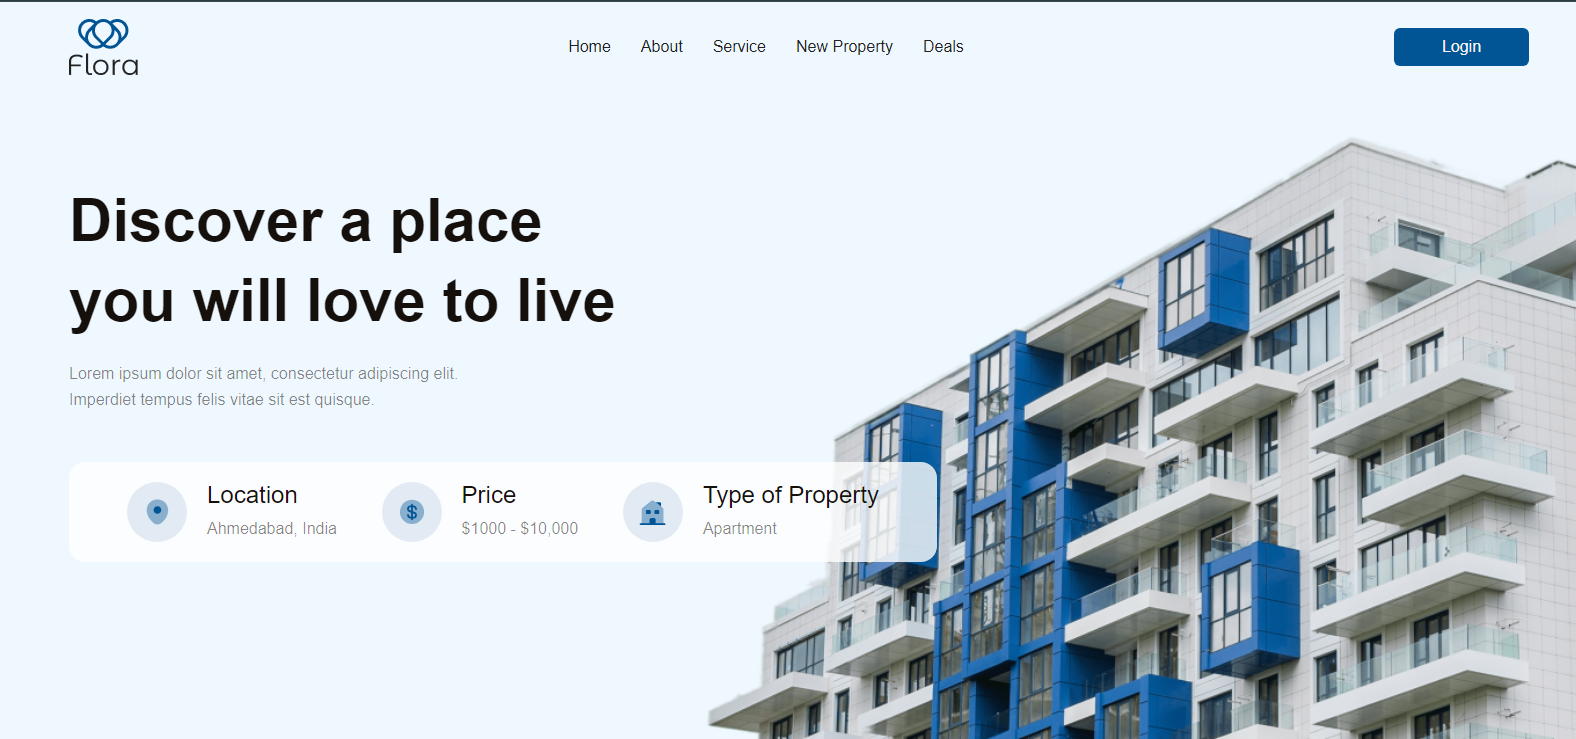 Flora
Home About Service New Property Deals
Login
Discover a place
you will love to live
Lorem ipsum dolor sit amet, consectetur adipiscing elit.
Imperdiet tempus felis vitae sit est quisque.
Location
Ahmedabad, India
Price
$1000 - $10,000
Type of Property
Apartment